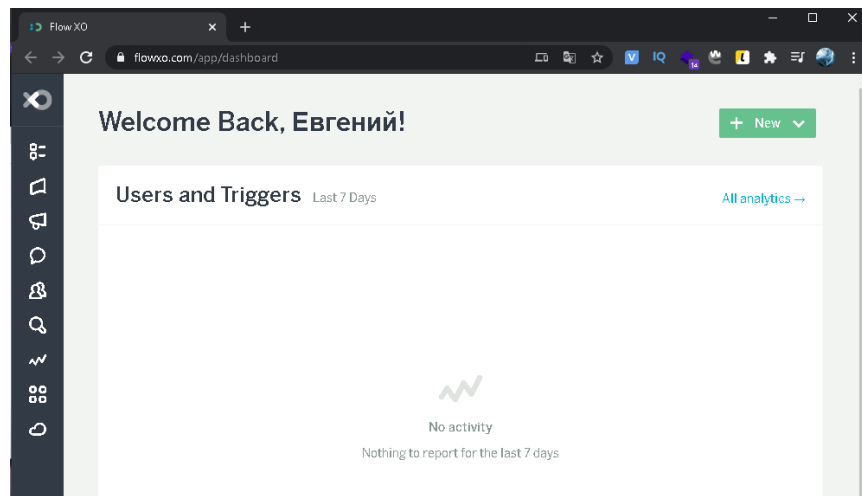 Flow XO
flowxo.com/app/dashboard
V
IQ
14
L
XO
Welcome Back, Евгений!
+ New
Users and Triggers Last 7 Days
All analytics →
No activity
Nothing to report for the last 7 days